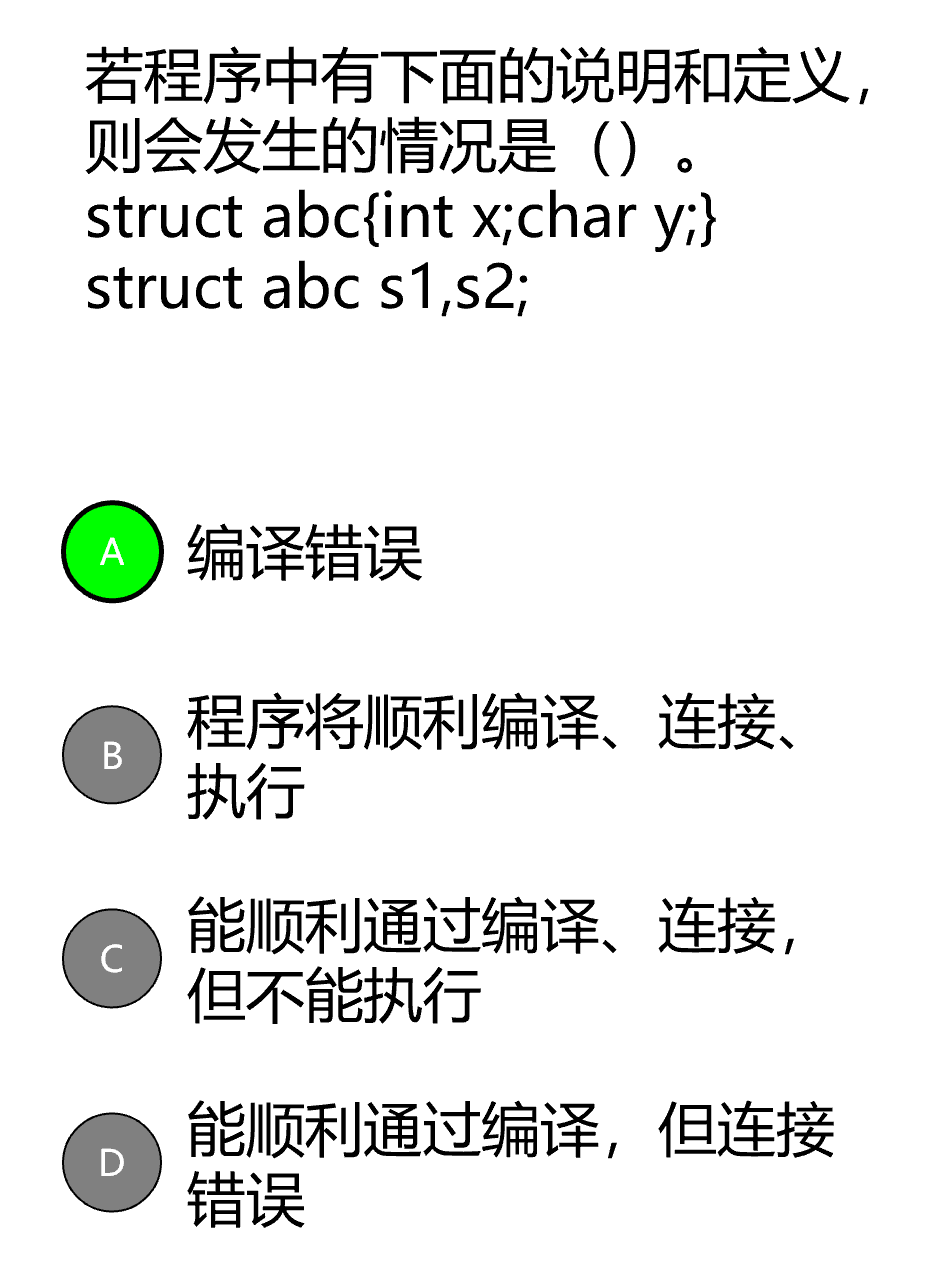 若程序中有下面的说明和定义，
则会发生的情况是（）。
struct abc{int x;char y;}
struct abc s1,s2;
A 编译错误
B 程序将顺利编译、连接、
执行
C 能顺利通过编译、连接，
但不能执行
D 能顺利通过编译，但连接
错误